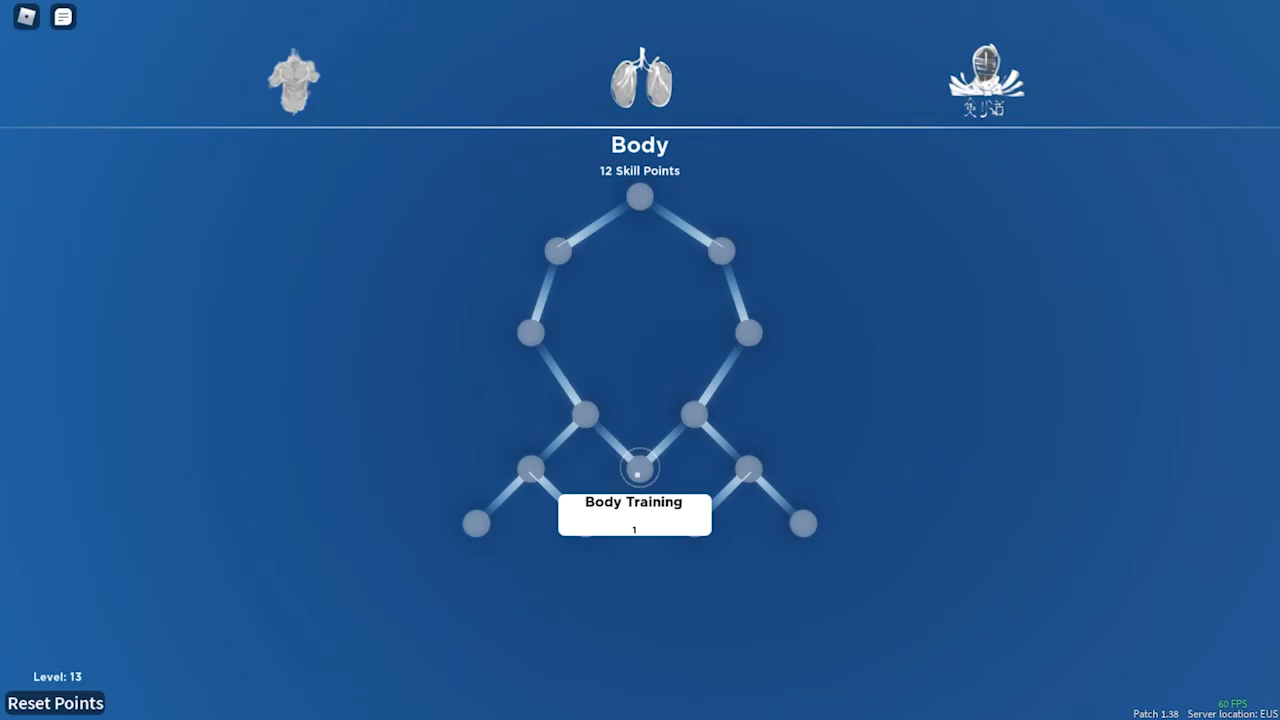 Body
12 Skill Points
Body Training
1
Level: 13
Reset Points
60 FPS
Patch 1.38 Server location: EUS